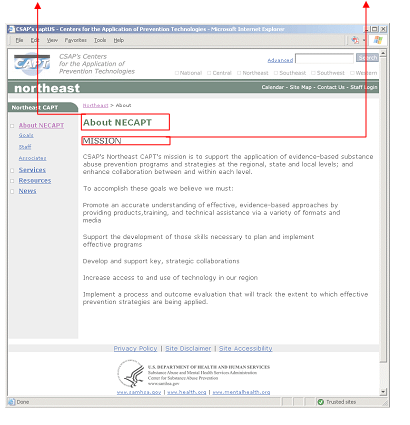 CSAP's captUS - Centers for the Application of Prevention Technologies - Microsoft Internet Explorer
File Edit View Favorites Tools Help
CAPT
CSAP's Centers
for the Application of
Prevention Technologies
Advanced
Search
National Central Northeast Southeast Southwest Western
northeast
Calendar - Site Map - Contact Us - Staff Login
Northeast CAPT
Northeast > About
About NECAPT
Goals
Staff
Associates
Services
Resources
News
About NECAPT
MISSION
CSAP's Northeast CAPT's mission is to support the application of evidence-based substance
abuse prevention programs and strategies at the regional, state and local levels; and
enhance collaboration between and within each level.
To accomplish these goals we believe we must:
Promote an accurate understanding of effective, evidence-based approaches by
providing products,training, and technical assistance via a variety of formats and
media
Support the development of those skills necessary to plan and implement
effective programs
Develop and support key, strategic collaborations
Increase access to and use of technology in our region
Implement a process and outcome evaluation that will track the extent to which effective
prevention strategies are being applied.
Privacy Policy | Site Disclaimer | Site Accessibility
U.S. DEPARTMENT OF HEALTH AND HUMAN SERVICES
Substance Abuse and Mental Health Services Administration
Center for Substance Abuse Prevention
www.samhsa.gov
www.samhsa.gov | www.health.org | www.mentalhealth.org
Done
Trusted sites